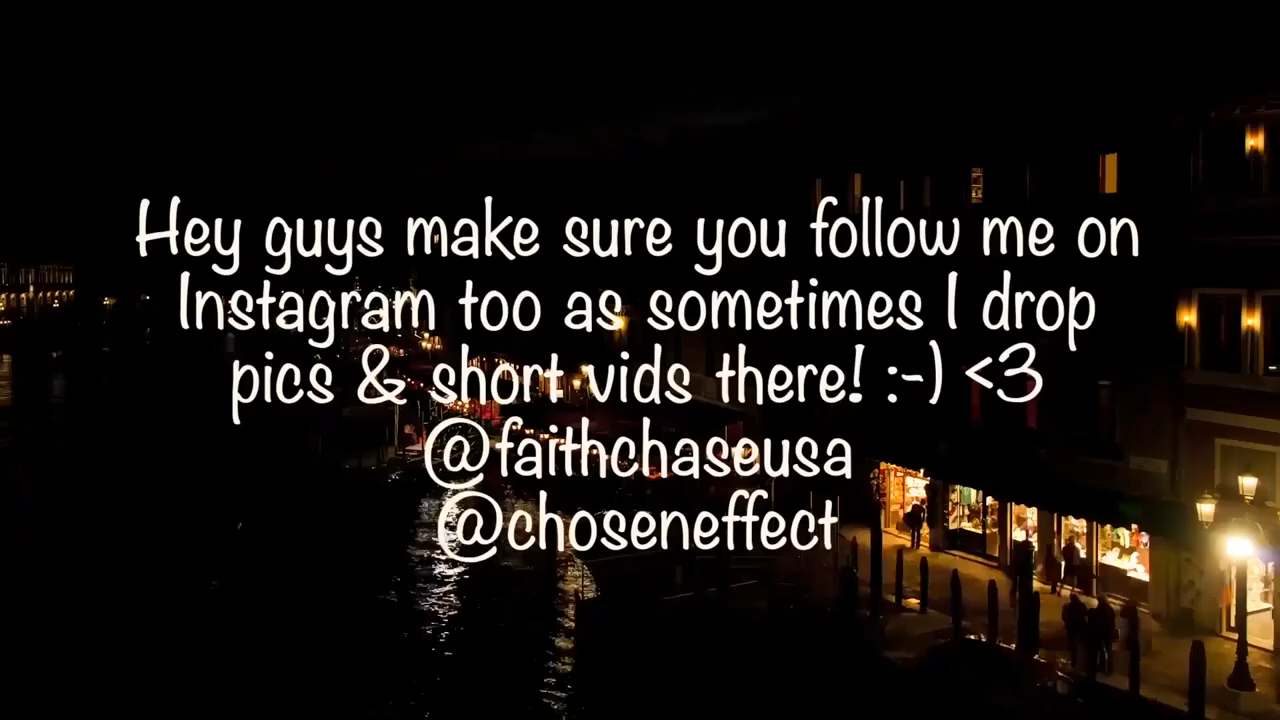 Hey guys make sure you follow me on
Instagram too as sometimes I drop
pics & short vids there! :-) <3
@faithchaseusa
@choseneffect